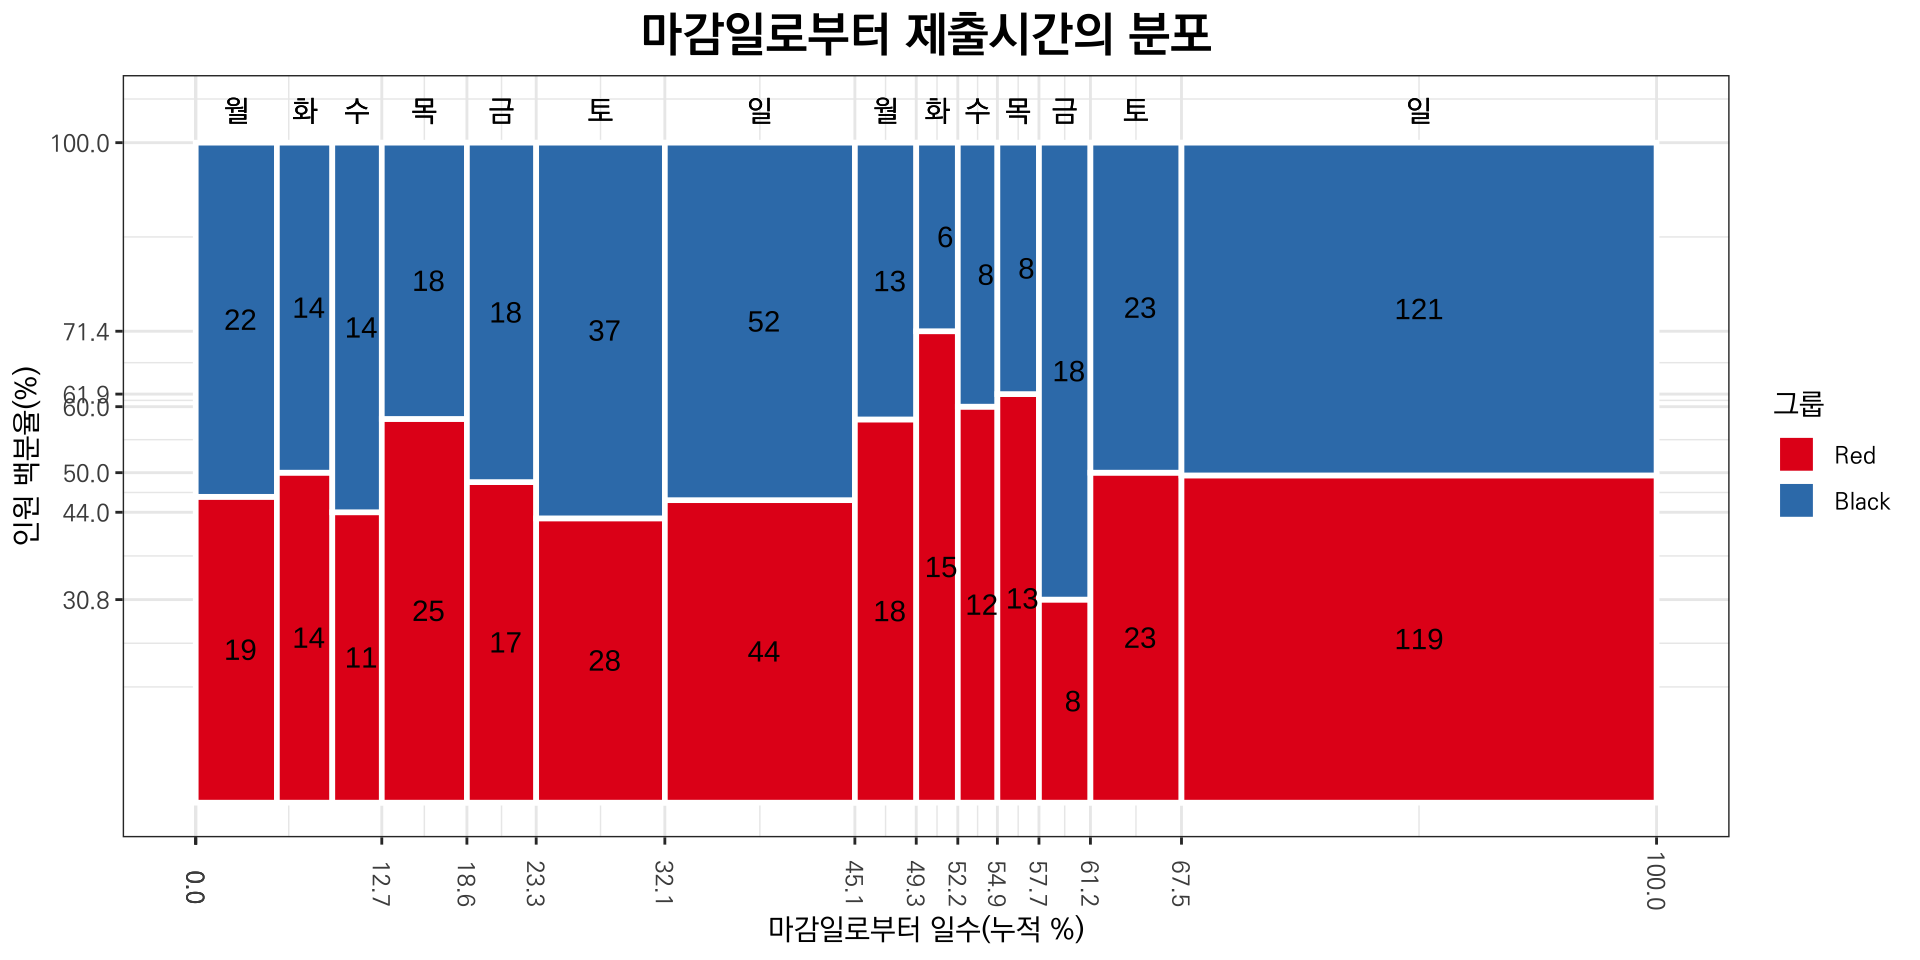 마감일로부터 제출시간의 분포
월 화 수 목 금 토 일 월 화 수 목 금 토 일
100.0
71.4
61.9
60.0
50.0
44.0
30.8
인원 백분율(%)
22 14 14 18 18 37 52 13 6 8 8 18 23 121
19 14 11 25 17 28 44 18 15 12 13 8 23 119
0.0 12.7 18.6 23.3 32.1 45.1 49.3 52.2 54.9 57.7 61.2 67.5 100.0
마감일로부터 일수(누적 %)
그룹
Red
Black